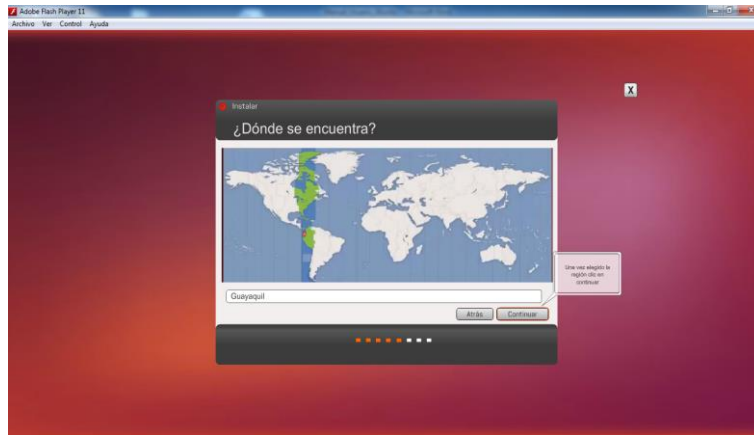 Adobe Flash Player 11
Archivo Ver Control Ayuda
X
Instalar
¿Dónde se encuentra?
Una vez elegido la
región clic en
continuar
Guayaquil
Atrás Continuar